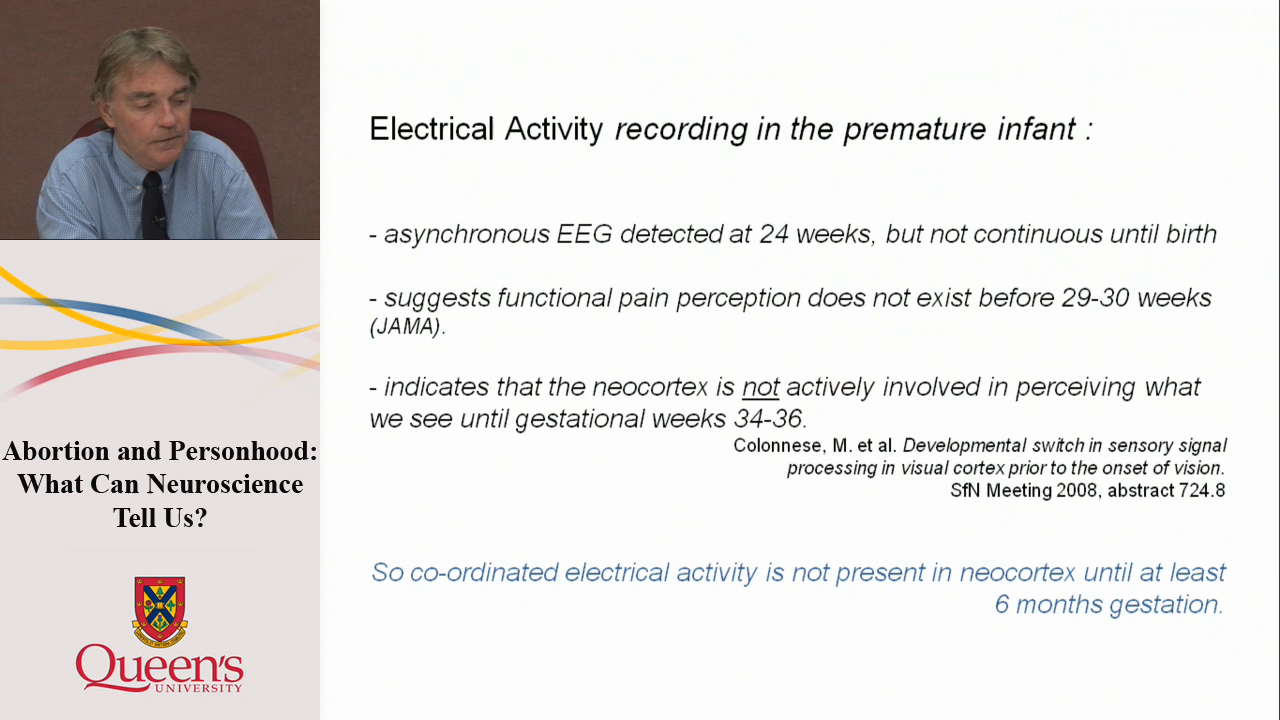 Electrical Activity recording in the premature infant :
- asynchronous EEG detected at 24 weeks, but not continuous until birth
- suggests functional pain perception does not exist before 29-30 weeks
(JAMA).
- indicates that the neocortex is not actively involved in perceiving what
we see until gestational weeks 34-36.
Colonnese, M. et al. Developmental switch in sensory signal
processing in visual cortex prior to the onset of vision.
SfN Meeting 2008, abstract 724.8
So co-ordinated electrical activity is not present in neocortex until at least
6 months gestation.
Abortion and Personhood:
What Can Neuroscience
Tell Us?
Queen's
UNIVERSITY